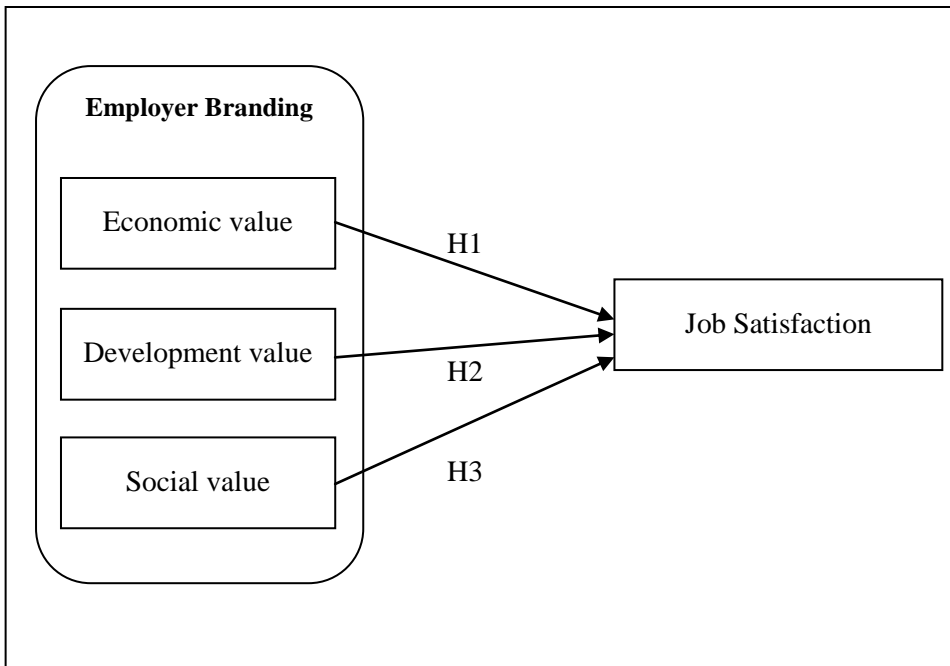 Employer Branding
Economic value
H1
Job Satisfaction
Development value
H2
Social value
H3